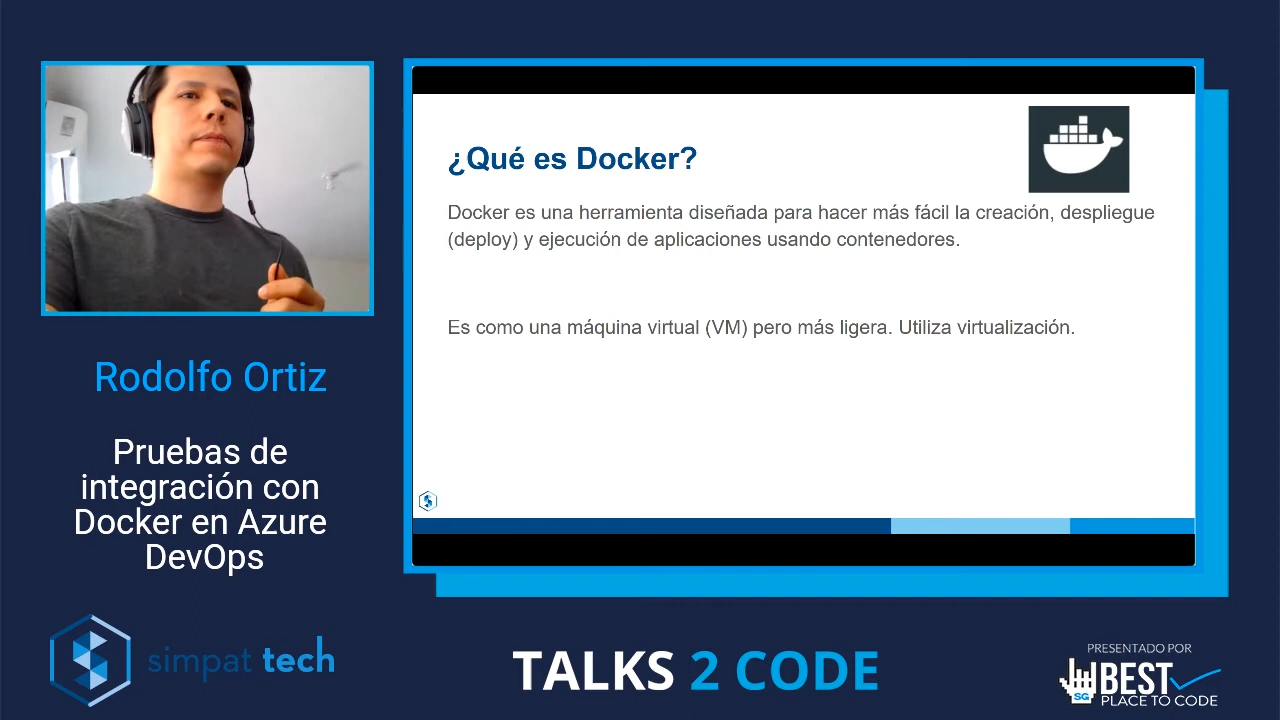 ¿Qué es Docker?
Docker es una herramienta diseñada para hacer más fácil la creación, despliegue
(deploy) y ejecución de aplicaciones usando contenedores.
Es como una máquina virtual (VM) pero más ligera. Utiliza virtualización.
Rodolfo Ortiz
Pruebas de
integración con
Docker en Azure
DevOps
simpat tech
TALKS 2 CODE
PRESENTADO POR
SG
BEST
PLACE TO CODE